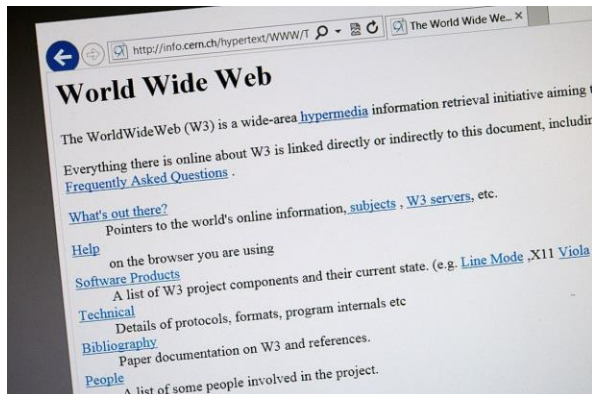 http://info.cern.ch/hypertext/WWW/T
The World Wide We... ×
World Wide Web
The WorldWideWeb (W3) is a wide-area hypermedia information retrieval initiative aiming
Everything there is online about W3 is linked directly or indirectly to this document, includin
Frequently Asked Questions .
What's out there?
Pointers to the world's online information, subjects , W3 servers, etc.
Help
on the browser you are using
Software Products
A list of W3 project components and their current state. (e.g. Line Mode ,X11 Viola
Technical
Details of protocols, formats, program internals etc
Bibliography
Paper documentation on W3 and references.
People
A list of some people involved in the project.